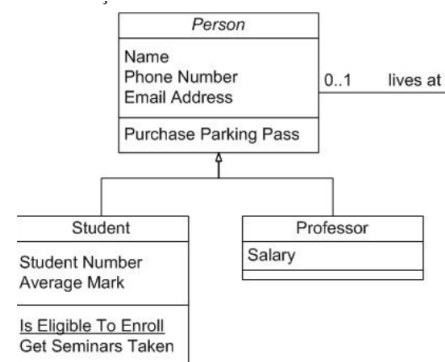 Person
Name
Phone Number
Email Address
0..1 lives at
Purchase Parking Pass
Student
Student Number
Average Mark
Is Eligible To Enroll
Get Seminars Taken
Professor
Salary